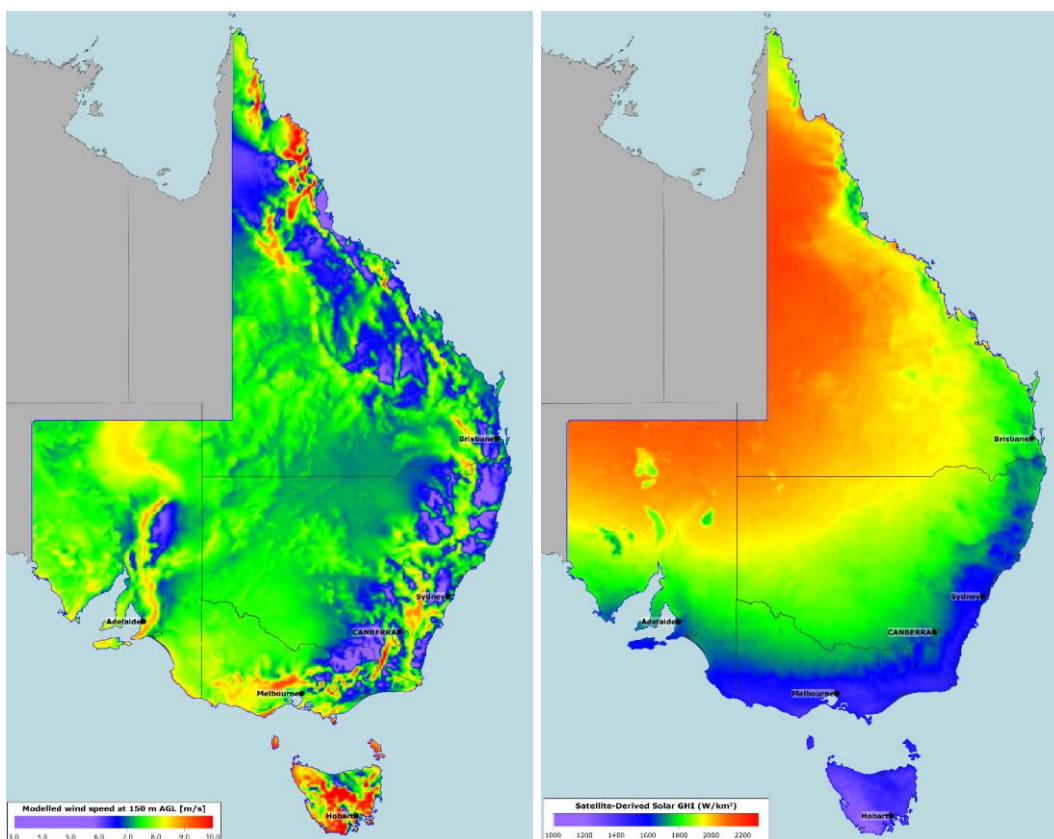 Brisbane
Sydney
Adelaide
CANBERRA
Melbourne
Hobart
Modelled wind speed at 150 m AGL [m/s]
6.0 7.0 8.0 9.0 10.0
Brisbane
Sydney
Adelaide
CANBERRA
Melbourne
Hobart
Satellite-Derived Solar GHI (W/km²)
1000 1200 1400 1600 1800 2000 2200